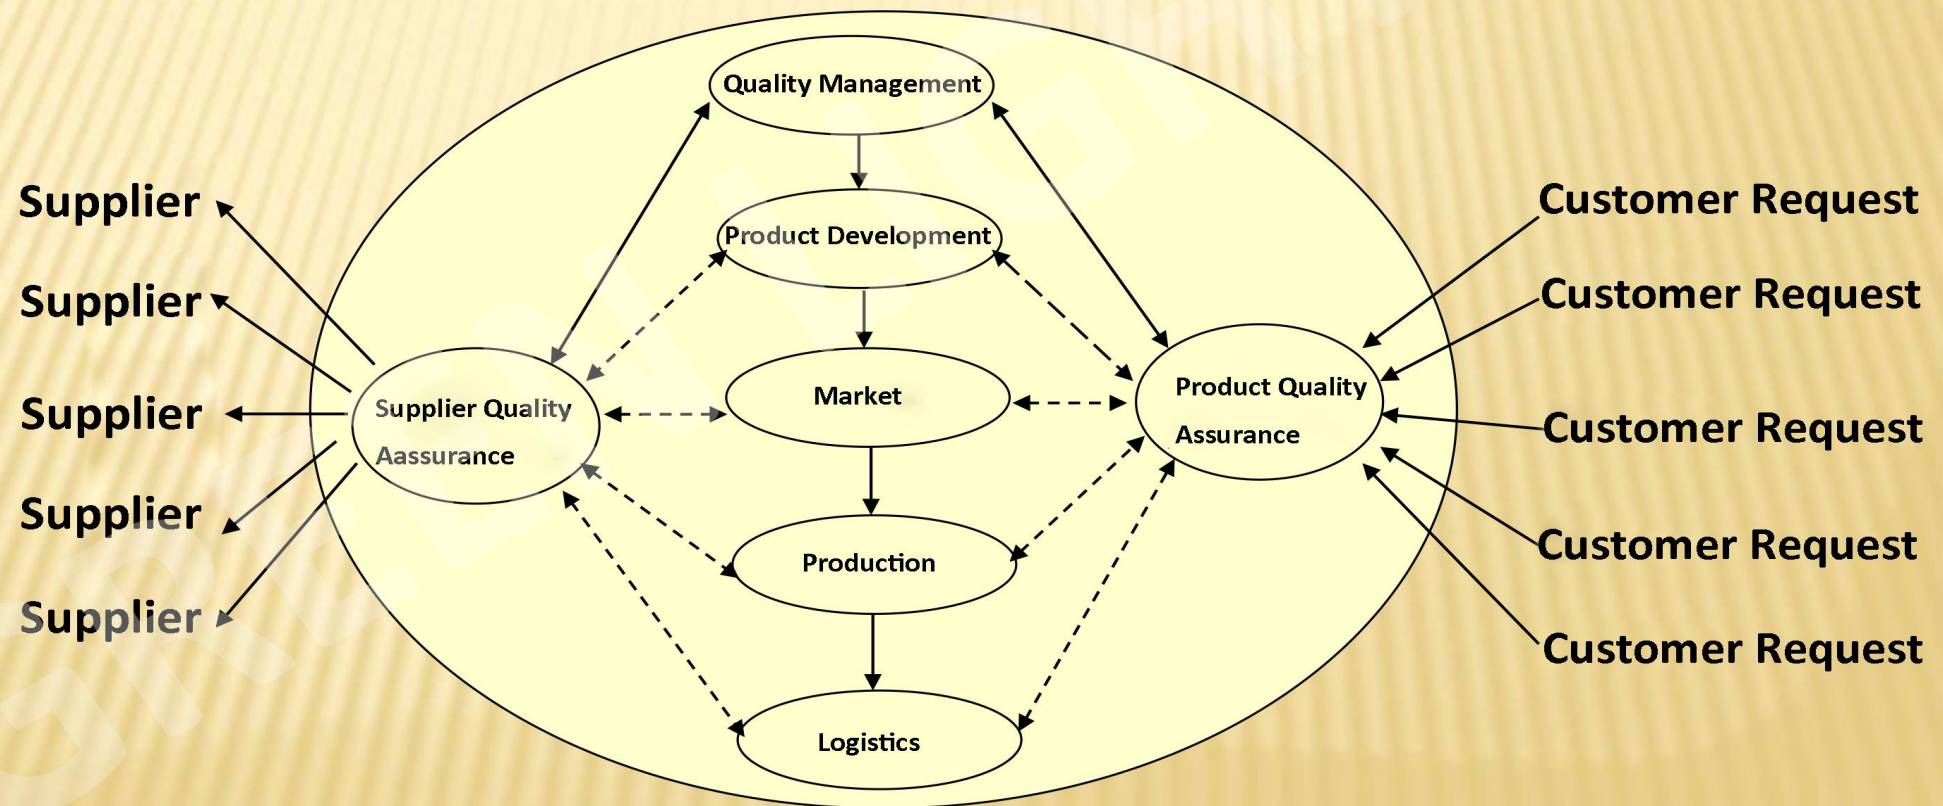 Quality Management
Supplier
Customer Request
Product Development
Supplier
Customer Request
Market
Product Quality
Assurance
Supplier Quality
Aassurance
Supplier
Customer Request
Supplier
Customer Request
Production
Supplier
Customer Request
Logistics